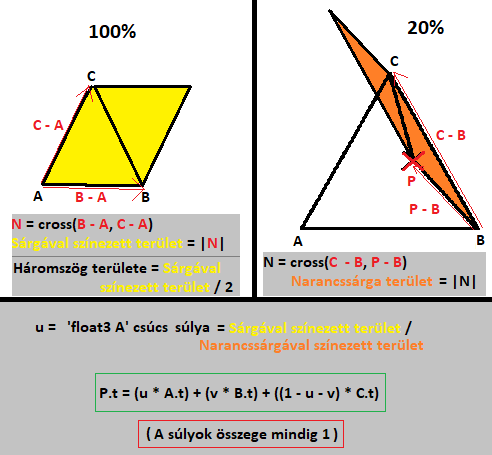 100%
C
C - A
A
B - A
B
N = cross(B - A, C - A)
Sárgával színezett terület = |N|
Háromszög területe = Sárgával
színezett terület / 2
20%
C
C - B
P
P - B
A
B
N = cross(C - B, P - B)
Narancssárga terület = |N|
u = 'float3 A' csúcs súlya = Sárgával színezett terület /
Narancssárgával színezett terület
P.t = (u * A.t) + (v * B.t) + ((1 - u - v) * C.t)
( A súlyok összege mindig 1 )